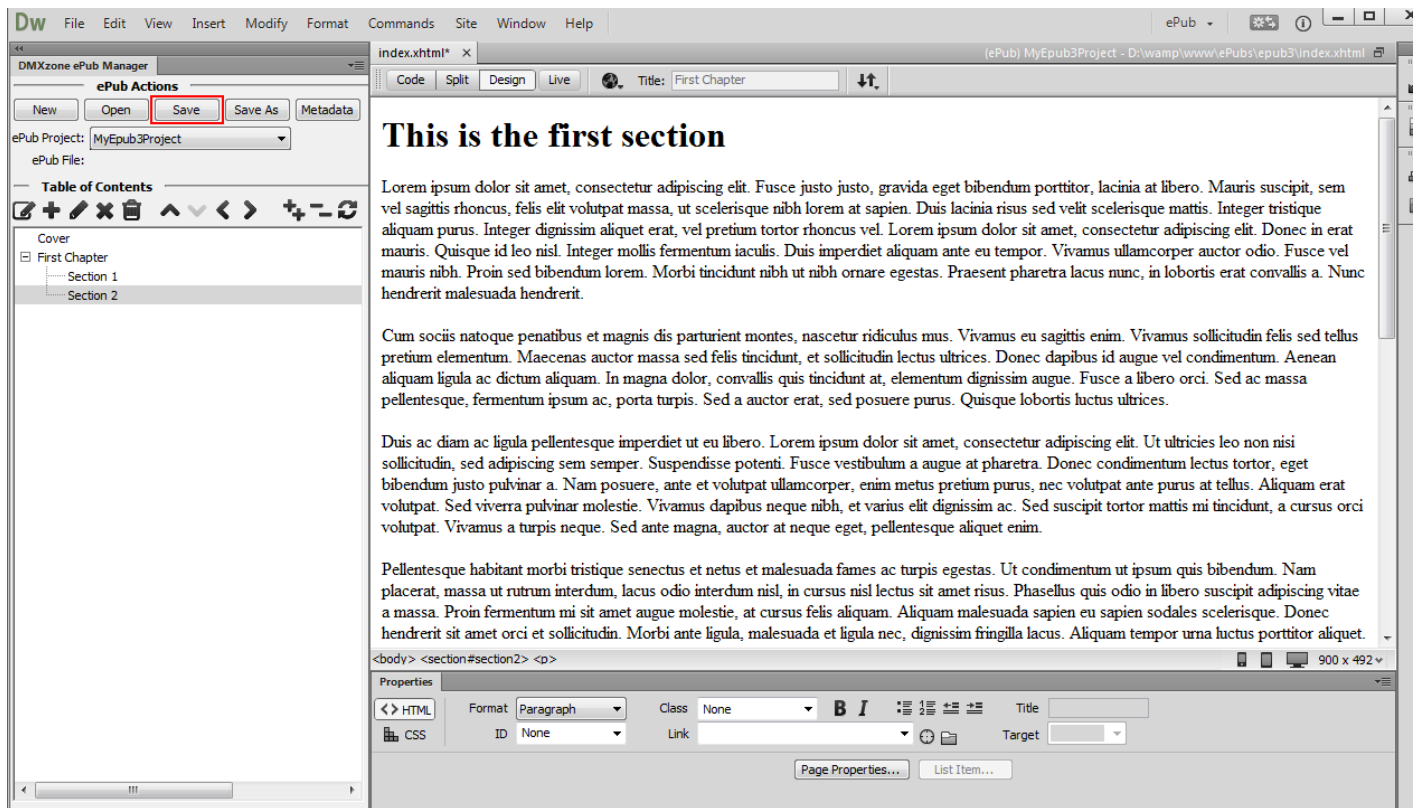 Dw File Edit View Insert Modify Format Commands Site Window Help ePub
DMXzone ePub Manager
ePub Actions
New Open Save Save As Metadata
ePub Project: MyEpub3Project
ePub File:
Table of Contents
Cover
First Chapter
Section 1
Section 2
index.xhtml* × (ePub) MyEpub3Project - D:\wamp\www\ePubs\epub3\index.xhtml
Code Split Design Live Title: First Chapter
This is the first section
Lorem ipsum dolor sit amet, consectetur adipiscing elit. Fusce justo justo, gravida eget bibendum porttitor, lacinia at libero. Mauris suscipit, sem
vel sagittis rhoncus, felis elit volutpat massa, ut scelerisque nibh lorem at sapien. Duis lacinia risus sed velit scelerisque mattis. Integer tristique
aliquam purus. Integer dignissim aliquet erat, vel pretium tortor rhoncus vel. Lorem ipsum dolor sit amet, consectetur adipiscing elit. Donec in erat
mauris. Quisque id leo nisl. Integer mollis fermentum iaculis. Duis imperdiet aliquam ante eu tempor. Vivamus ullamcorper auctor odio. Fusce vel
mauris nibh. Proin sed bibendum lorem. Morbi tincidunt nibh ut nibh ornare egestas. Praesent pharetra lacus nunc, in lobortis erat convallis a. Nunc
hendrerit malesuada hendrerit.
Cum sociis natoque penatibus et magnis dis parturient montes, nascetur ridiculus mus. Vivamus eu sagittis enim. Vivamus sollicitudin felis sed tellus
pretium elementum. Maecenas auctor massa sed felis tincidunt, et sollicitudin lectus ultrices. Donec dapibus id augue vel condimentum. Aenean
aliquam ligula ac dictum aliquam. In magna dolor, convallis quis tincidunt at, elementum dignissim augue. Fusce a libero orci. Sed ac massa
pellentesque, fermentum ipsum ac, porta turpis. Sed a auctor erat, sed posuere purus. Quisque lobortis luctus ultrices.
Duis ac diam ac ligula pellentesque imperdiet ut eu libero. Lorem ipsum dolor sit amet, consectetur adipiscing elit. Ut ultricies leo non nisi
sollicitudin, sed adipiscing sem semper. Suspendisse potenti. Fusce vestibulum a augue at pharetra. Donec condimentum lectus tortor, eget
bibendum justo pulvinar a. Nam posuere, ante et volutpat ullamcorper, enim metus pretium purus, nec volutpat ante purus at tellus. Aliquam erat
volutpat. Sed viverra pulvinar molestie. Vivamus dapibus neque nibh, et varius elit dignissim ac. Sed suscipit tortor mattis mi tincidunt, a cursus orci
volutpat. Vivamus a turpis neque. Sed ante magna, auctor at neque eget, pellentesque aliquet enim.
Pellentesque habitant morbi tristique senectus et netus et malesuada fames ac turpis egestas. Ut condimentum ut ipsum quis bibendum. Nam
placerat, massa ut rutrum interdum, lacus odio interdum nisl, in cursus nisl lectus sit amet risus. Phasellus quis odio in libero suscipit adipiscing vitae
a massa. Proin fermentum mi sit amet augue molestie, at cursus felis aliquam. Aliquam malesuada sapien eu sapien sodales scelerisque. Donec
hendrerit sit amet orci et sollicitudin. Morbi ante ligula, malesuada et ligula nec, dignissim fringilla lacus. Aliquam tempor urna luctus porttitor aliquet.
<body> <section#section2> <p> 900 x 492
Properties
<> HTML Format Paragraph Class None B I Title
CSS ID None Link Target
Page Properties... List Item...